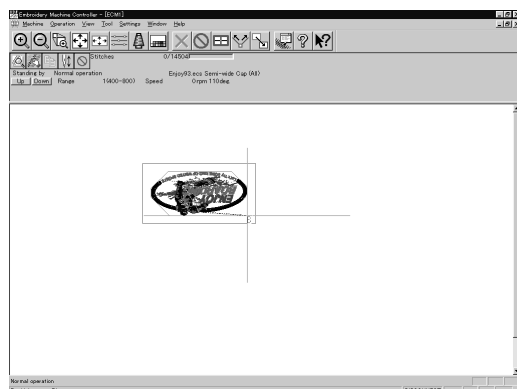 Embroidery Machine Controller - [ECM1]
Machine Operation View Tool Settings Window Help
Stitches 0/14504
Standing by Normal operation Enjoy93.ecs Semi-wide Cap (All)
Up Down Range 1(400-800) Speed 0rpm 110deg
Normal operation